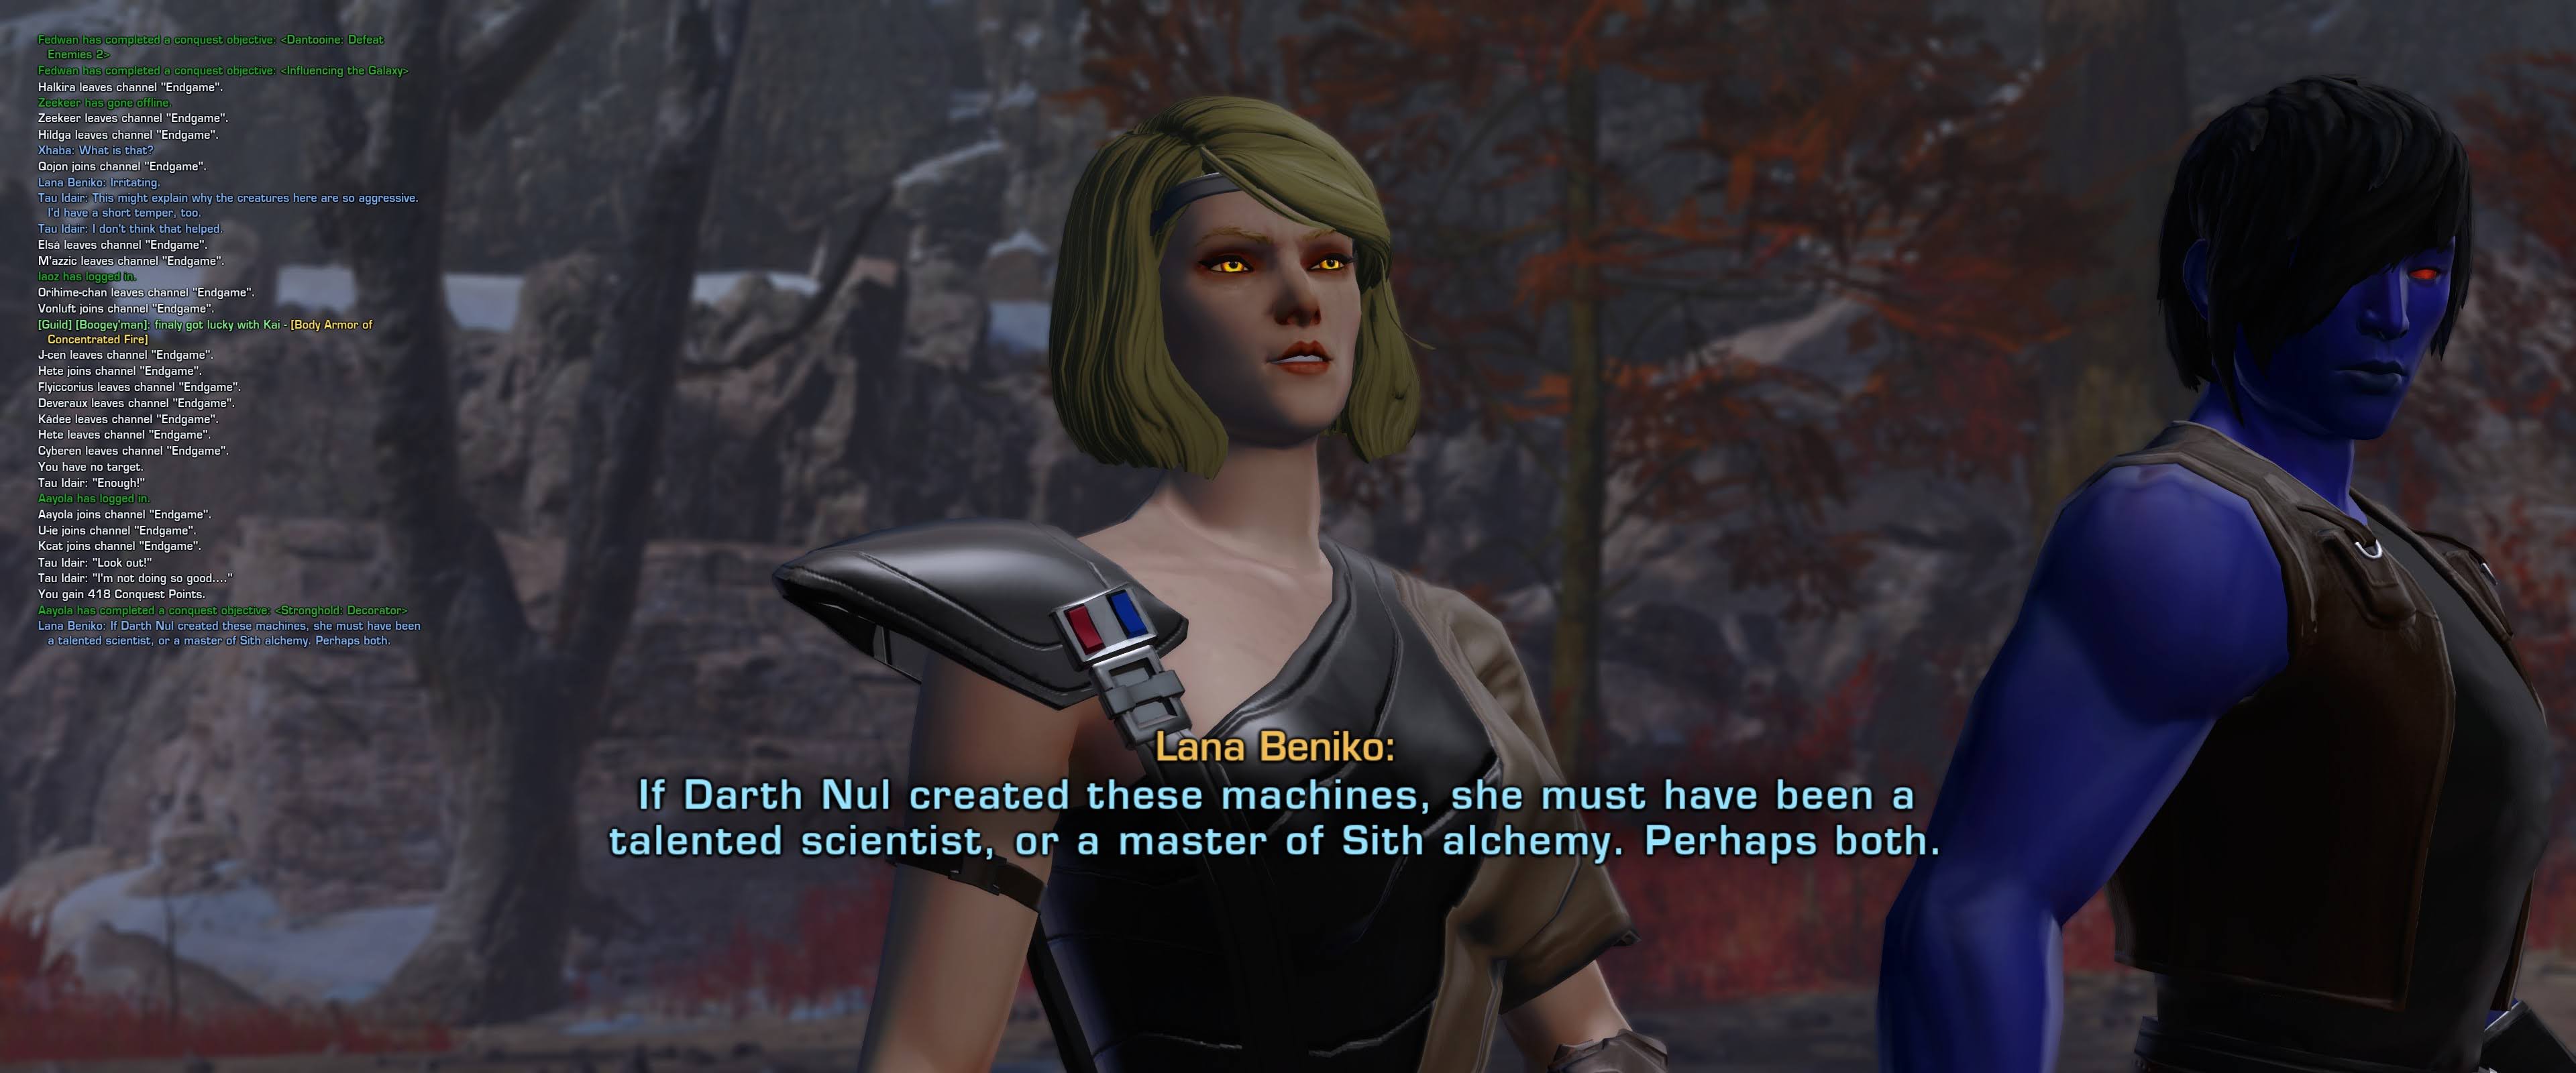 Fedwan has completed a conquest objective: <Dantooine: Defeat
Enemies 2>
Fedwan has completed a conquest objective: <Influencing the Galaxy>
Halkira leaves channel "Endgame".
Zeekeer has gone offline.
Zeekeer leaves channel "Endgame".
Hildga leaves channel "Endgame".
Xhaba: What is that?
Qojon joins channel "Endgame".
Lana Beniko: Irritating.
Tau Idair: This might explain why the creatures here are so aggressive.
I'd have a short temper, too.
Tau Idair: I don't think that helped.
Elsà leaves channel "Endgame".
M'azzic leaves channel "Endgame".
Iaoz has logged in.
Orihime-chan leaves channel "Endgame".
Vonluft joins channel "Endgame".
[Guild] [Boogey'man]: finaly got lucky with Kai - [Body Armor of
Concentrated Fire]
J-cen leaves channel "Endgame".
Hete joins channel "Endgame".
Flyiccorius leaves channel "Endgame".
Deveraux leaves channel "Endgame".
Kàdee leaves channel "Endgame".
Hete leaves channel "Endgame".
Cyberen leaves channel "Endgame".
You have no target.
Tau Idair: "Enough!"
Aayola has logged in.
Aayola joins channel "Endgame".
U-ie joins channel "Endgame".
Kcat joins channel "Endgame".
Tau Idair: "Look out!"
Tau Idair: "I'm not doing so good...."
You gain 418 Conquest Points.
Aayola has completed a conquest objective: <Stronghold: Decorator>
Lana Beniko: If Darth Nul created these machines, she must have been
a talented scientist, or a master of Sith alchemy. Perhaps both.
Lana Beniko:
If Darth Nul created these machines, she must have been a
talented scientist, or a master of Sith alchemy. Perhaps both.